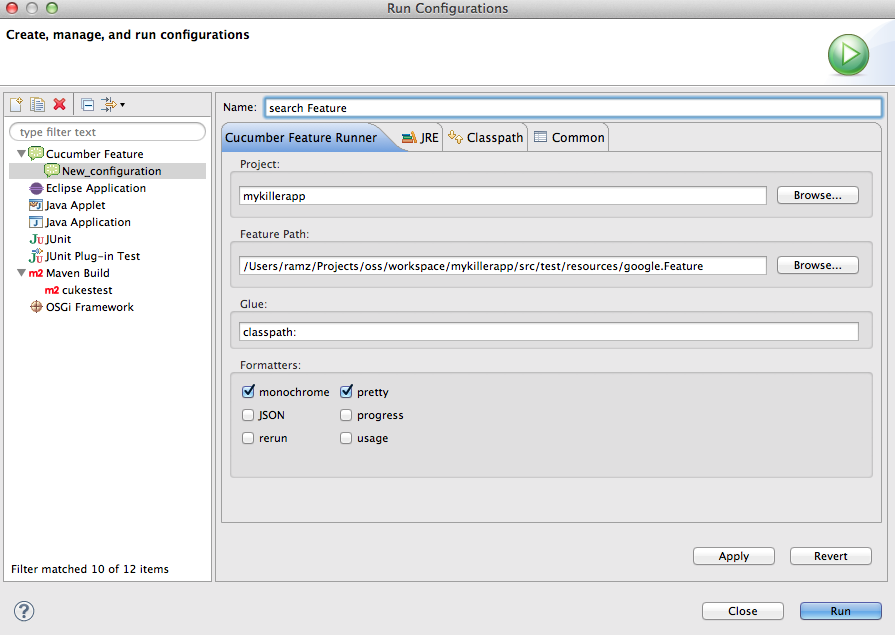 Run Configurations
Create, manage, and run configurations
type filter text
Cucumber Feature
New_configuration
Eclipse Application
Java Applet
Java Application
JUnit
JUnit Plug-in Test
Maven Build
cukestest
OSGi Framework
Filter matched 10 of 12 items
Name: search Feature
Cucumber Feature Runner JRE Classpath Common
Project:
mykillerapp Browse...
Feature Path:
/Users/ramz/Projects/oss/workspace/mykillerapp/src/test/resources/google.Feature Browse...
Glue:
classpath:
Formatters:
monochrome pretty
JSON progress
rerun usage
Apply Revert
Close Run